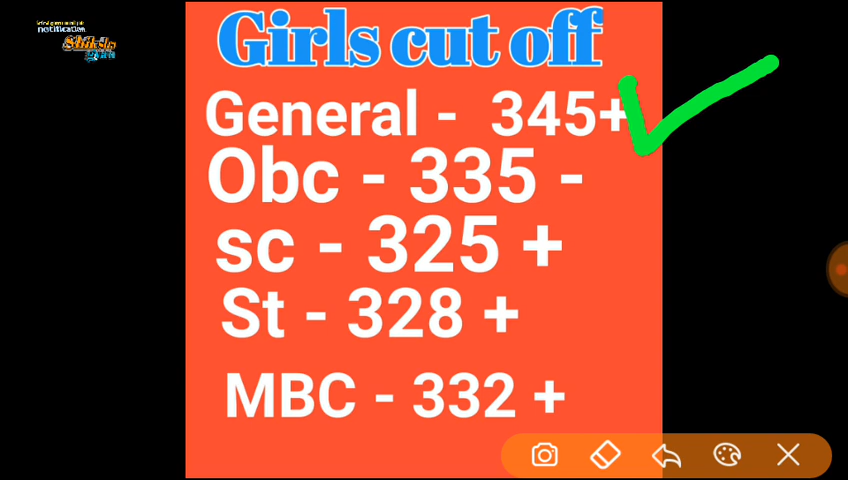 notification
Girls cut off
General - 345+
Obc - 335 -
sc - 325 +
St - 328 +
MBC - 332 +